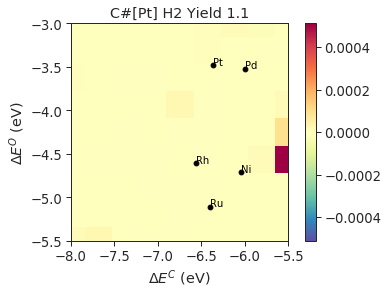 C#[Pt] H2 Yield 1.1
−3.0
−3.5
−4.0
−4.5
−5.0
−5.5
ΔE^O (eV)
Pt
Pd
Rh
Ni
Ru
−8.0 −7.5 −7.0 −6.5 −6.0 −5.5
ΔE^C (eV)
0.0004
0.0002
0.0000
−0.0002
−0.0004